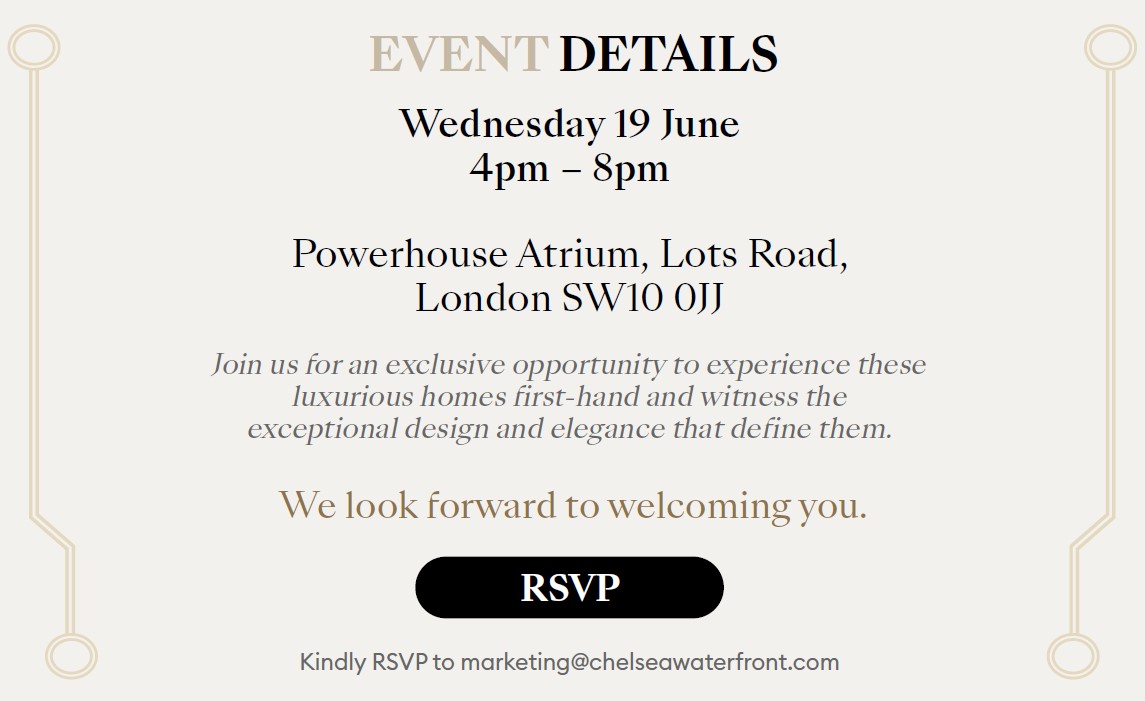 EVENT DETAILS
Wednesday 19 June
4pm – 8pm
Powerhouse Atrium, Lots Road,
London SW10 0JJ
Join us for an exclusive opportunity to experience these
luxurious homes first-hand and witness the
exceptional design and elegance that define them.
We look forward to welcoming you.
RSVP
Kindly RSVP to marketing@chelseawaterfront.com